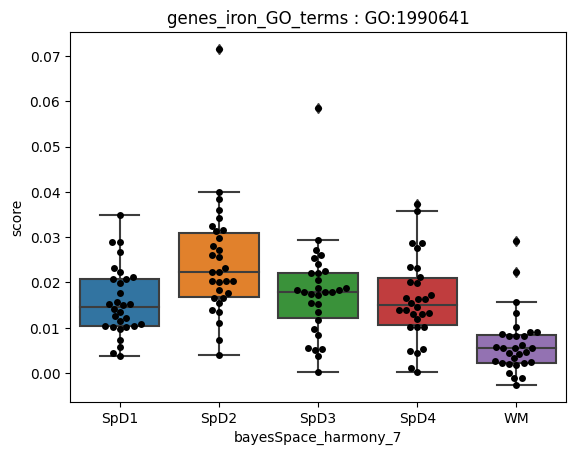 genes_iron_GO_terms : GO:1990641
score
0.07
0.06
0.05
0.04
0.03
0.02
0.01
0.00
SpD1 SpD2 SpD3 SpD4 WM
bayesSpace_harmony_7